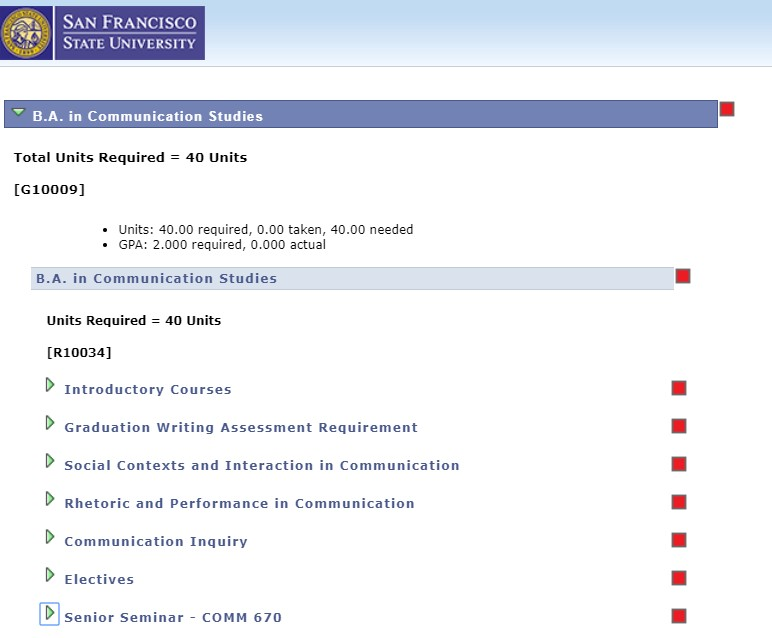 SAN FRANCISCO
STATE UNIVERSITY
B.A. in Communication Studies
Total Units Required = 40 Units
[G10009]
• Units: 40.00 required, 0.00 taken, 40.00 needed
• GPA: 2.000 required, 0.000 actual
B.A. in Communication Studies
Units Required = 40 Units
[R10034]
Introductory Courses
Graduation Writing Assessment Requirement
Social Contexts and Interaction in Communication
Rhetoric and Performance in Communication
Communication Inquiry
Electives
Senior Seminar - COMM 670